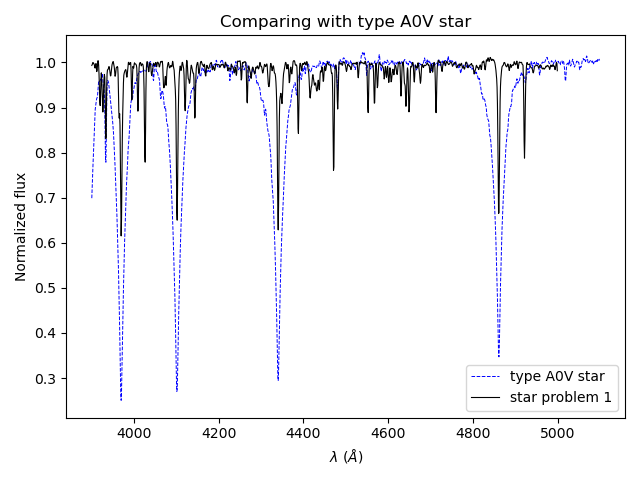 Comparing with type A0V star
Normalized flux
1.0
0.9
0.8
0.7
0.6
0.5
0.4
0.3
4000 4200 4400 4600 4800 5000
λ (Å)
type A0V star
star problem 1